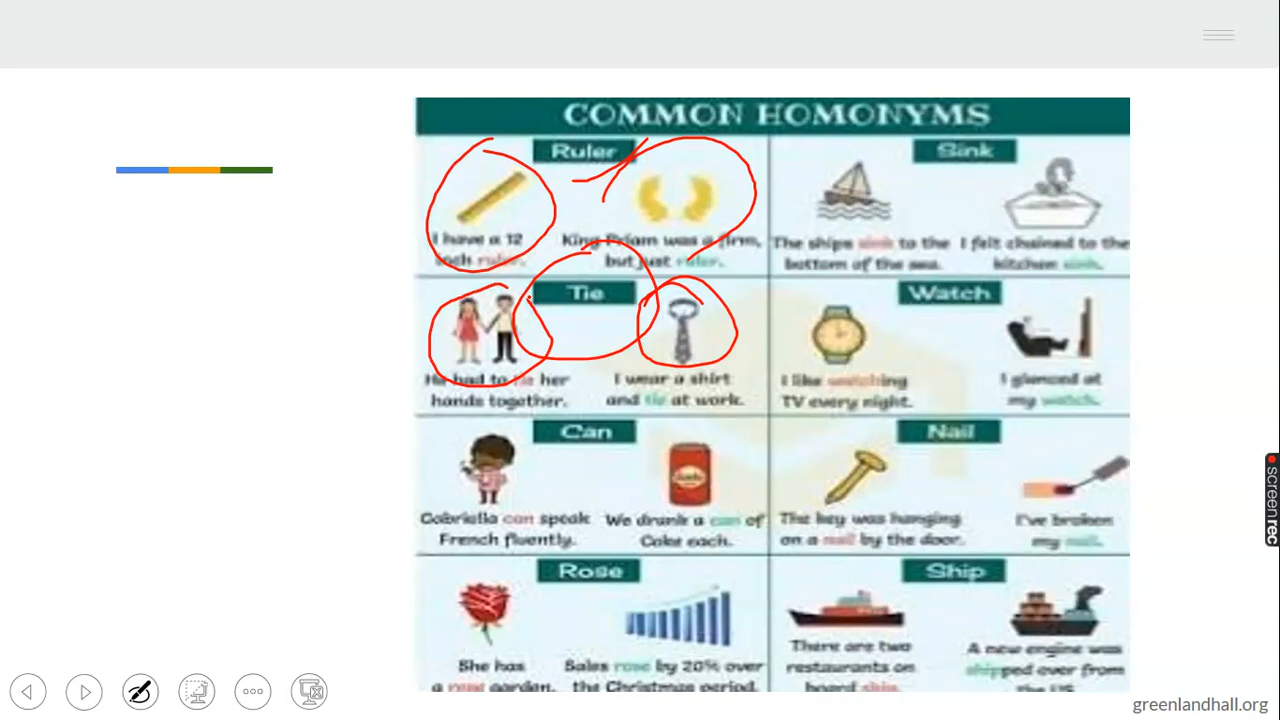 COMMON HOMONYMS
Ruler
I have a 12
inch ruler.
King Priam was a firm,
but just ruler.
Sink
The ships sink to the
bottom of the sea.
I felt chained to the
kitchen sink.
Tie
He had to tie her
hands together.
I wear a shirt
and tie at work.
Watch
I like watching
TV every night.
I glanced at
my watch.
Can
Gabriella can speak
French fluently.
We drank a can of
Coke each.
Nail
The key was hanging
on a nail by the door.
I've broken
my nail.
Rose
She has
a rose garden.
Sales rose by 20% over
the Christmas period.
Ship
There are two
restaurants on
board ship.
A new engine was
shipped over from
the US.
screenrec
greenlandhall.org